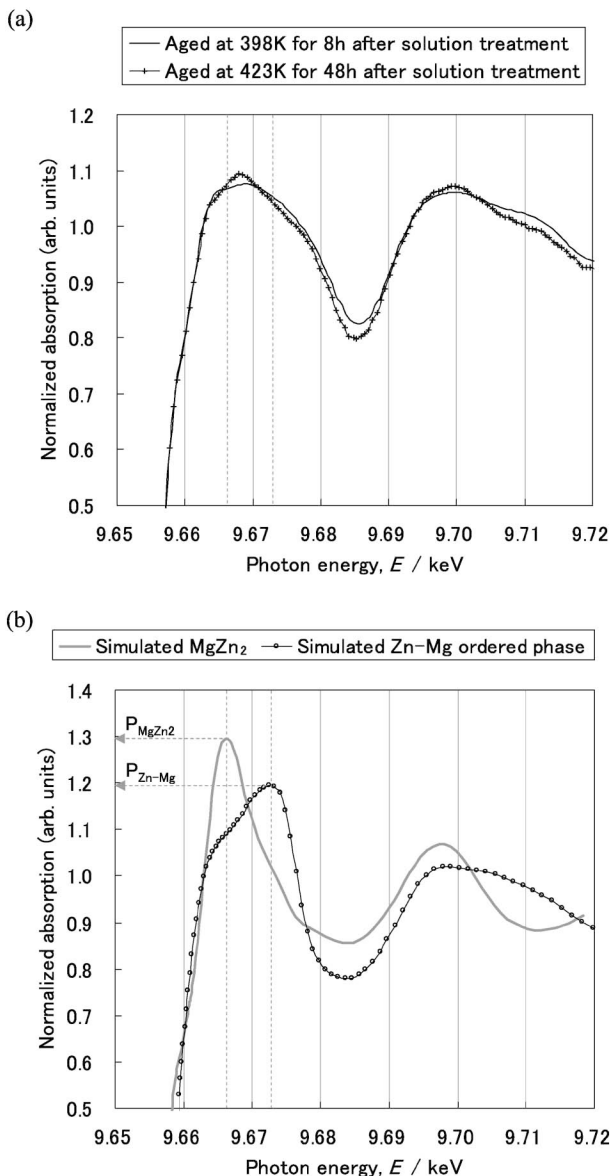 (a)
Aged at 398K for 8h after solution treatment
Aged at 423K for 48h after solution treatment
1.2
1.1
1.0
0.9
0.8
0.7
0.6
0.5
Normalized absorption (arb. units)
9.65 9.66 9.67 9.68 9.69 9.70 9.71 9.72
Photon energy, E / keV
(b)
Simulated MgZn₂ Simulated Zn-Mg ordered phase
1.4
1.3
1.2
1.1
1.0
0.9
0.8
0.7
0.6
0.5
P_MgZn2
P_Zn-Mg
Normalized absorption (arb. units)
9.65 9.66 9.67 9.68 9.69 9.70 9.71 9.72
Photon energy, E / keV